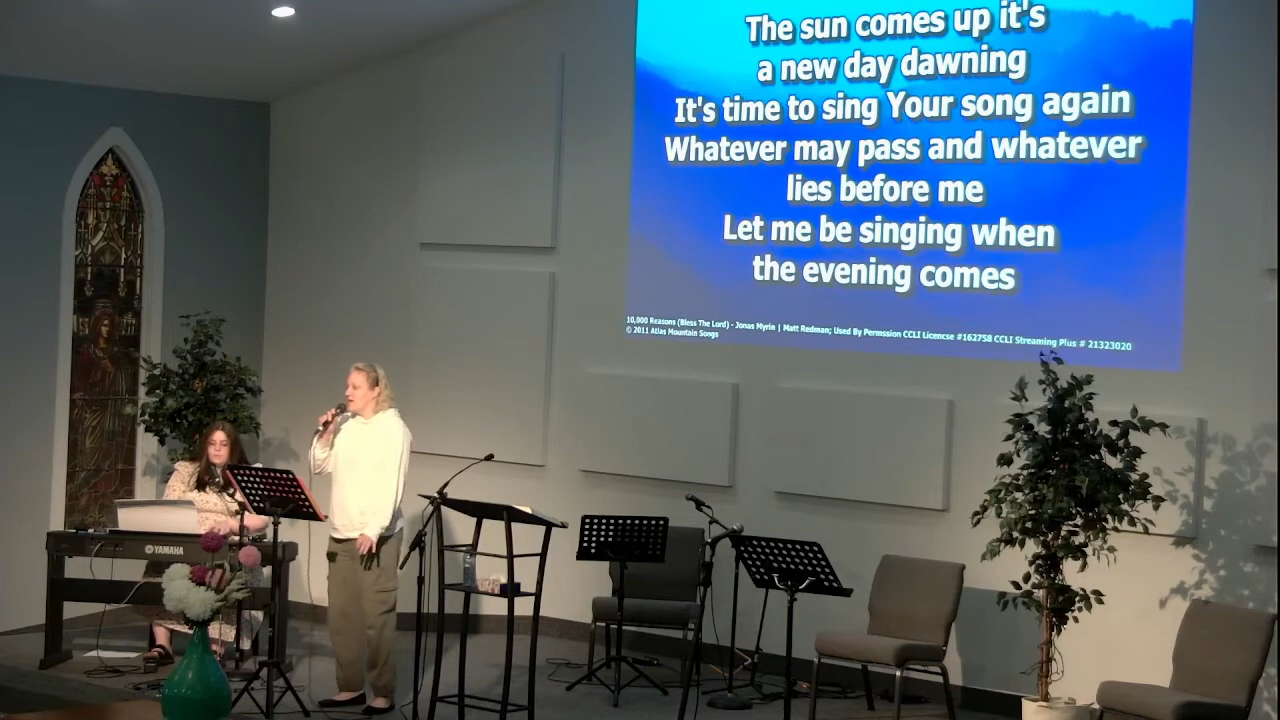 The sun comes up it's
a new day dawning
It's time to sing Your song again
Whatever may pass and whatever
lies before me
Let me be singing when
the evening comes
10,000 Reasons (Bless The Lord) - Jonas Myrin | Matt Redman; Used By Permssion CCLI Licencse #162758 CCLI Streaming Plus # 21323020
© 2011 Atlas Mountain Songs
YAMAHA